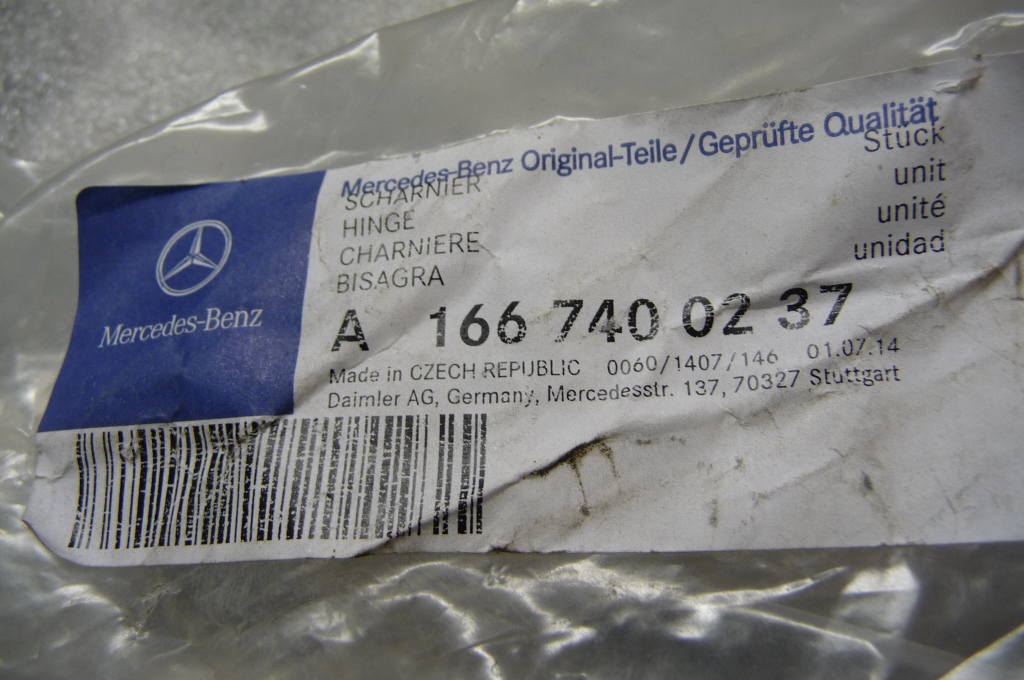 Mercedes-Benz Original-Teile/Geprüfte Qualität
SCHARNIER
HINGE
CHARNIERE
BISAGRA
Stück
unit
unité
unidad
Mercedes-Benz
A 166 740 02 37
Made in CZECH REPUBLIC 0060/1407/146 01.07.14
Daimler AG, Germany, Mercedesstr. 137, 70327 Stuttgart